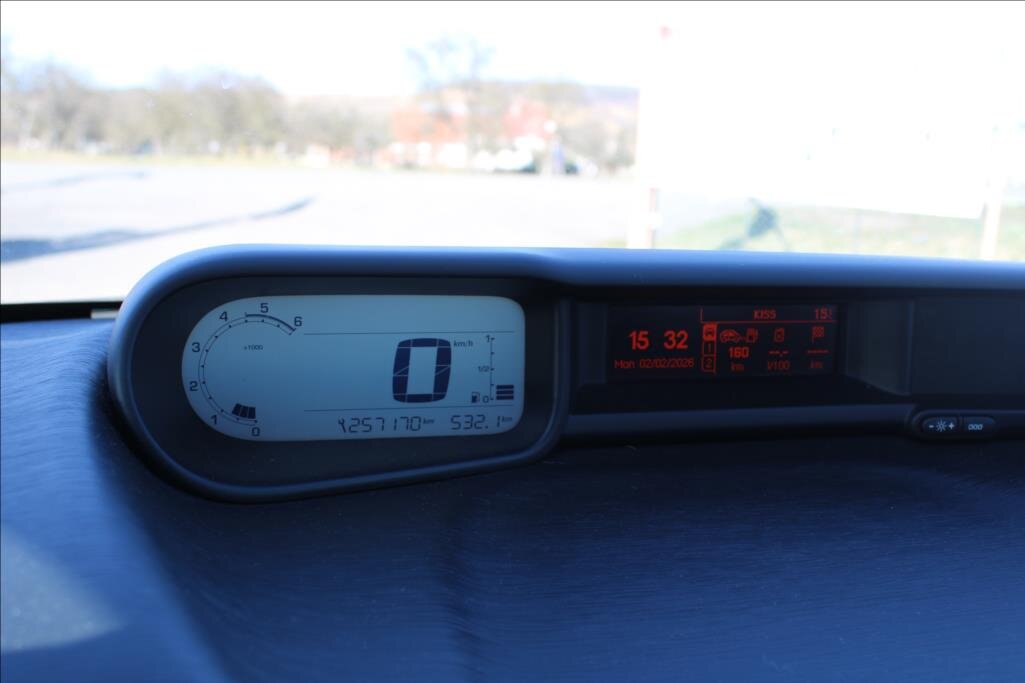 0 1 2 3 4 5 6
x1000
0 km/h
1
1/2
0
257170 km 532.1 km
KISS
15 32
Mon 02/02/2026
1
2
160 --.- ----
km l/100 km
- +
000